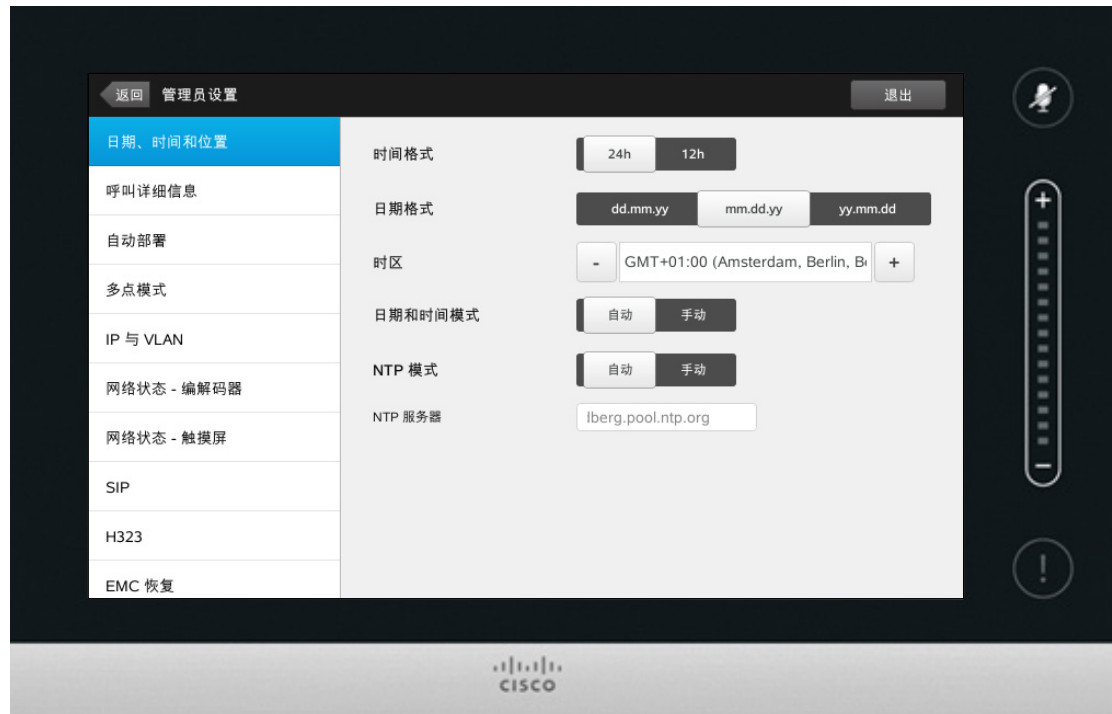 返回 管理员设置 退出
日期、时间和位置
呼叫详细信息
自动部署
多点模式
IP 与 VLAN
网络状态 - 编解码器
网络状态 - 触摸屏
SIP
H323
EMC 恢复
时间格式 24h 12h
日期格式 dd.mm.yy mm.dd.yy yy.mm.dd
时区 - GMT+01:00 (Amsterdam, Berlin, +
日期和时间模式 自动 手动
NTP 模式 自动 手动
NTP 服务器 lberg.pool.ntp.org
+
-
!
CISCO